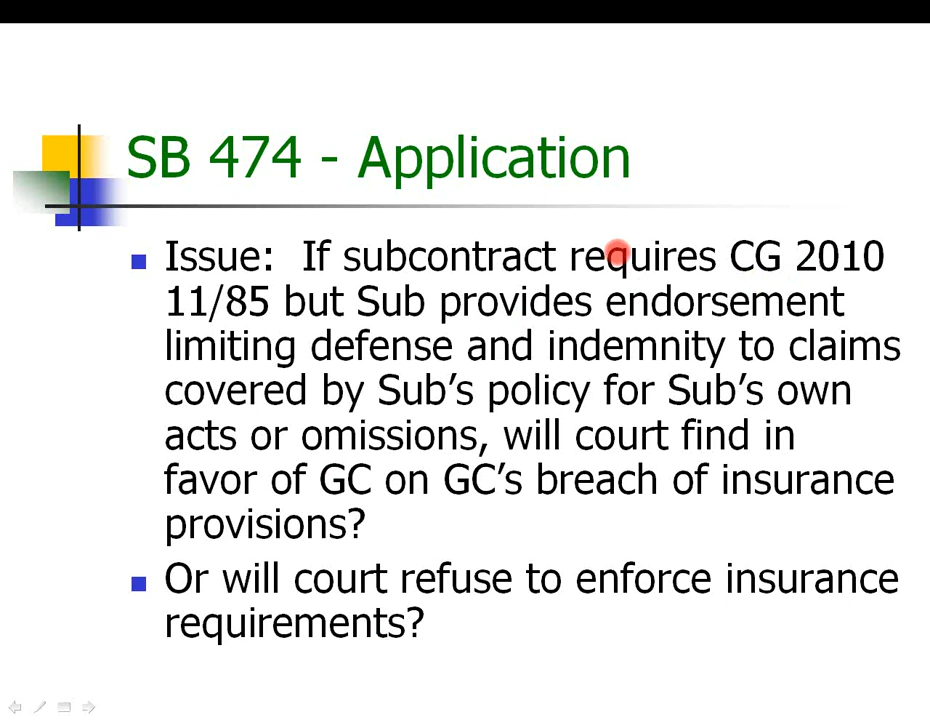 SB 474 - Application
Issue:  If subcontract requires CG 2010
11/85 but Sub provides endorsement
limiting defense and indemnity to claims
covered by Sub’s policy for Sub’s own
acts or omissions, will court find in
favor of GC on GC’s breach of insurance
provisions?
Or will court refuse to enforce insurance
requirements?